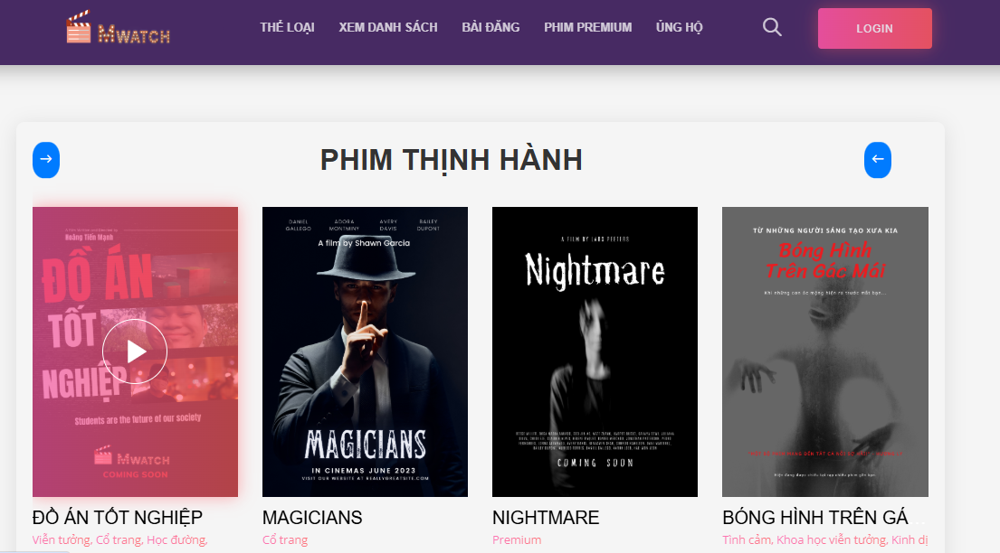 MWATCH
THỂ LOẠI XEM DANH SÁCH BÀI ĐĂNG PHIM PREMIUM ỦNG HỘ
LOGIN
PHIM THỊNH HÀNH
Hoàng Tiến Mạnh
ĐỒ ÁN
TỐT
NGHIỆP
Students are the future of our society
MWATCH
COMING SOON
ĐỒ ÁN TỐT NGHIỆP
Viễn tưởng, Cổ trang, Học đường,
DANIEL GALLEGO
ADORA MONTMINY
AVERY DAVIS
BAILEY DUPONT
A film by Shawn Garcia
MAGICIANS
IN CINEMAS JUNE 2023
VISIT OUR WEBSITE AT REALLYGREATSITE.COM
MAGICIANS
Cổ trang
A FILM BY LARS PEETERS
Nightmare
COMING SOON
NIGHTMARE
Premium
TỪ NHỮNG NGƯỜI SÁNG TẠO XƯA KIA
Bóng Hình
Trên Gác Mái
Khi những cơn ác mộng hiện ra trước mắt bạn...
BÓNG HÌNH TRÊN GÁ...
Tình cảm, Khoa học viễn tưởng, Kinh dị